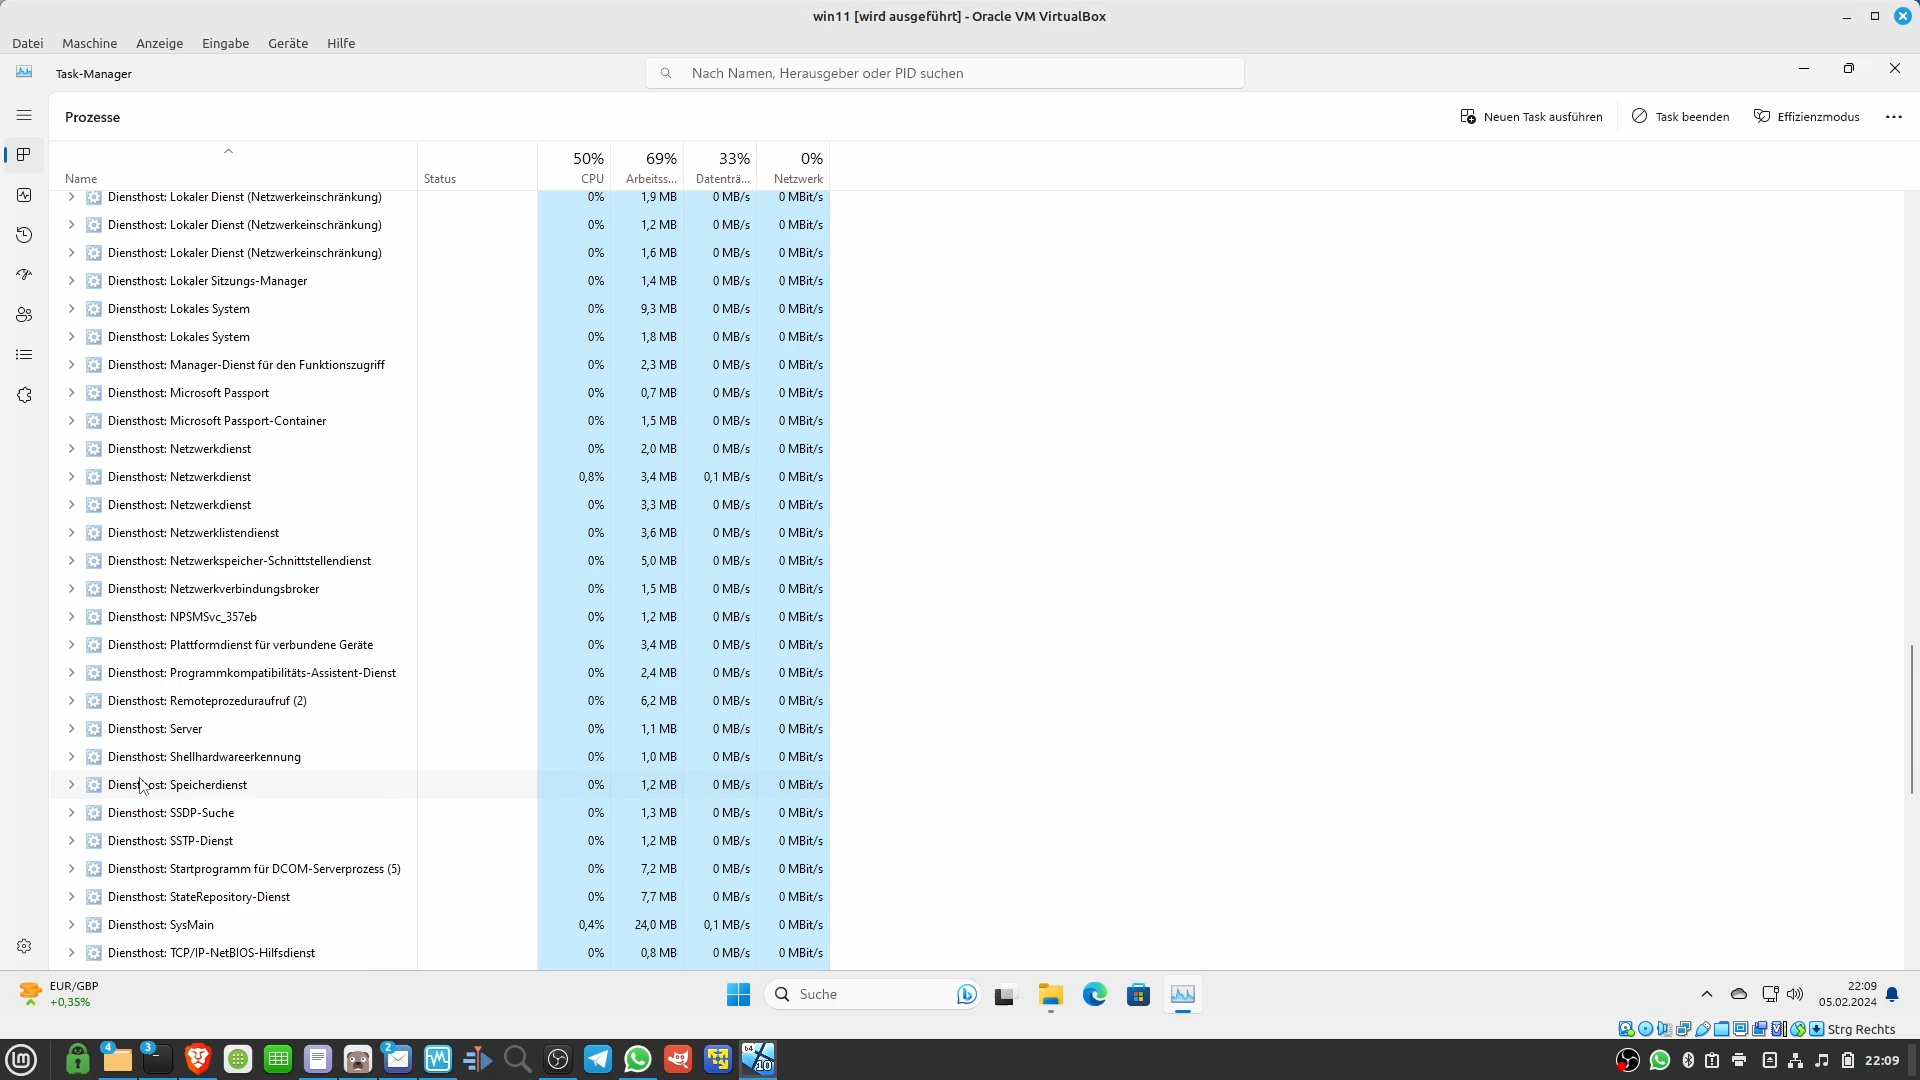 win11 [wird ausgeführt] - Oracle VM VirtualBox
Datei Maschine Anzeige Eingabe Geräte Hilfe
Task-Manager
Nach Namen, Herausgeber oder PID suchen
Prozesse
Neuen Task ausführen Task beenden Effizienzmodus
50% 69% 33% 0%
Name Status CPU Arbeitss... Datenträ... Netzwerk
Diensthost: Lokaler Dienst (Netzwerkeinschränkung) 0% 1,9 MB 0 MB/s 0 MBit/s
Diensthost: Lokaler Dienst (Netzwerkeinschränkung) 0% 1,2 MB 0 MB/s 0 MBit/s
Diensthost: Lokaler Dienst (Netzwerkeinschränkung) 0% 1,6 MB 0 MB/s 0 MBit/s
Diensthost: Lokaler Sitzungs-Manager 0% 1,4 MB 0 MB/s 0 MBit/s
Diensthost: Lokales System 0% 9,3 MB 0 MB/s 0 MBit/s
Diensthost: Lokales System 0% 1,8 MB 0 MB/s 0 MBit/s
Diensthost: Manager-Dienst für den Funktionszugriff 0% 2,3 MB 0 MB/s 0 MBit/s
Diensthost: Microsoft Passport 0% 0,7 MB 0 MB/s 0 MBit/s
Diensthost: Microsoft Passport-Container 0% 1,5 MB 0 MB/s 0 MBit/s
Diensthost: Netzwerkdienst 0% 2,0 MB 0 MB/s 0 MBit/s
Diensthost: Netzwerkdienst 0,8% 3,4 MB 0,1 MB/s 0 MBit/s
Diensthost: Netzwerkdienst 0% 3,3 MB 0 MB/s 0 MBit/s
Diensthost: Netzwerklistendienst 0% 3,6 MB 0 MB/s 0 MBit/s
Diensthost: Netzwerkspeicher-Schnittstellendienst 0% 5,0 MB 0 MB/s 0 MBit/s
Diensthost: Netzwerkverbindungsbroker 0% 1,5 MB 0 MB/s 0 MBit/s
Diensthost: NPSMSvc_357eb 0% 1,2 MB 0 MB/s 0 MBit/s
Diensthost: Plattformdienst für verbundene Geräte 0% 3,4 MB 0 MB/s 0 MBit/s
Diensthost: Programmkompatibilitäts-Assistent-Dienst 0% 2,4 MB 0 MB/s 0 MBit/s
Diensthost: Remoteprozeduraufruf (2) 0% 6,2 MB 0 MB/s 0 MBit/s
Diensthost: Server 0% 1,1 MB 0 MB/s 0 MBit/s
Diensthost: Shellhardwareerkennung 0% 1,0 MB 0 MB/s 0 MBit/s
Diensthost: Speicherdienst 0% 1,2 MB 0 MB/s 0 MBit/s
Diensthost: SSDP-Suche 0% 1,3 MB 0 MB/s 0 MBit/s
Diensthost: SSTP-Dienst 0% 1,2 MB 0 MB/s 0 MBit/s
Diensthost: Startprogramm für DCOM-Serverprozess (5) 0% 7,2 MB 0 MB/s 0 MBit/s
Diensthost: StateRepository-Dienst 0% 7,7 MB 0 MB/s 0 MBit/s
Diensthost: SysMain 0,4% 24,0 MB 0,1 MB/s 0 MBit/s
Diensthost: TCP/IP-NetBIOS-Hilfsdienst 0% 0,8 MB 0 MB/s 0 MBit/s
EUR/GBP
+0,35%
Suche
22:09
05.02.2024
Strg Rechts
4 3 2 64 10
22:09